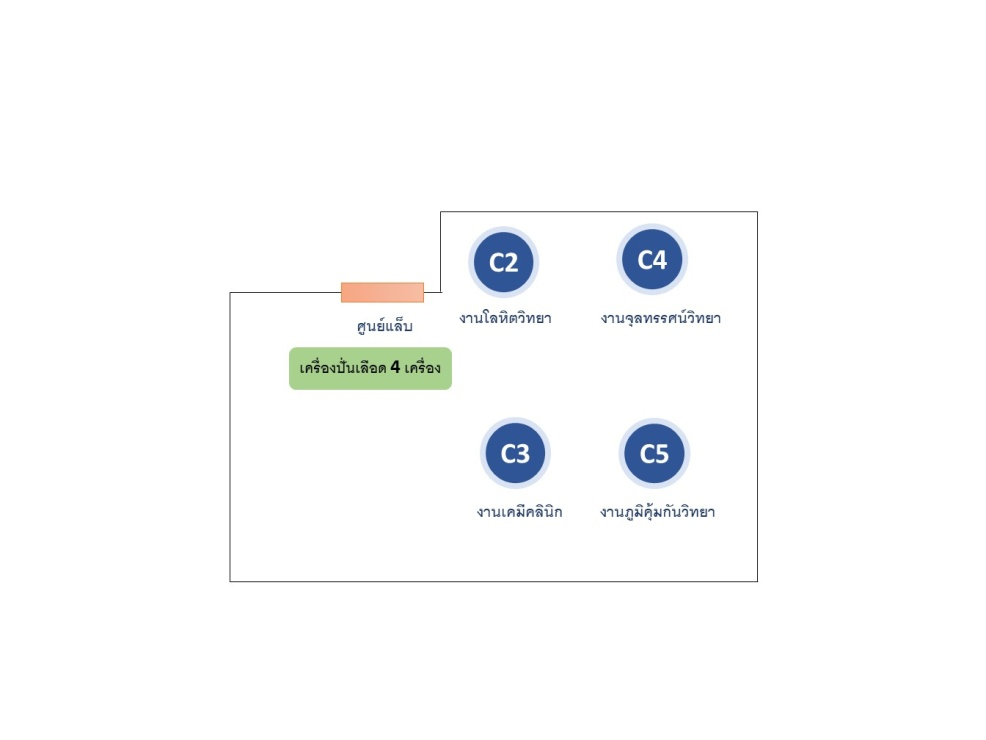 C2
C4
งานโลหิตวิทยา
งานจุลทรรศน์วิทยา
ศูนย์แล็บ
เครื่องปั่นเลือด 4 เครื่อง
C3
C5
งานเคมีคลินิก
งานภูมิคุ้มกันวิทยา